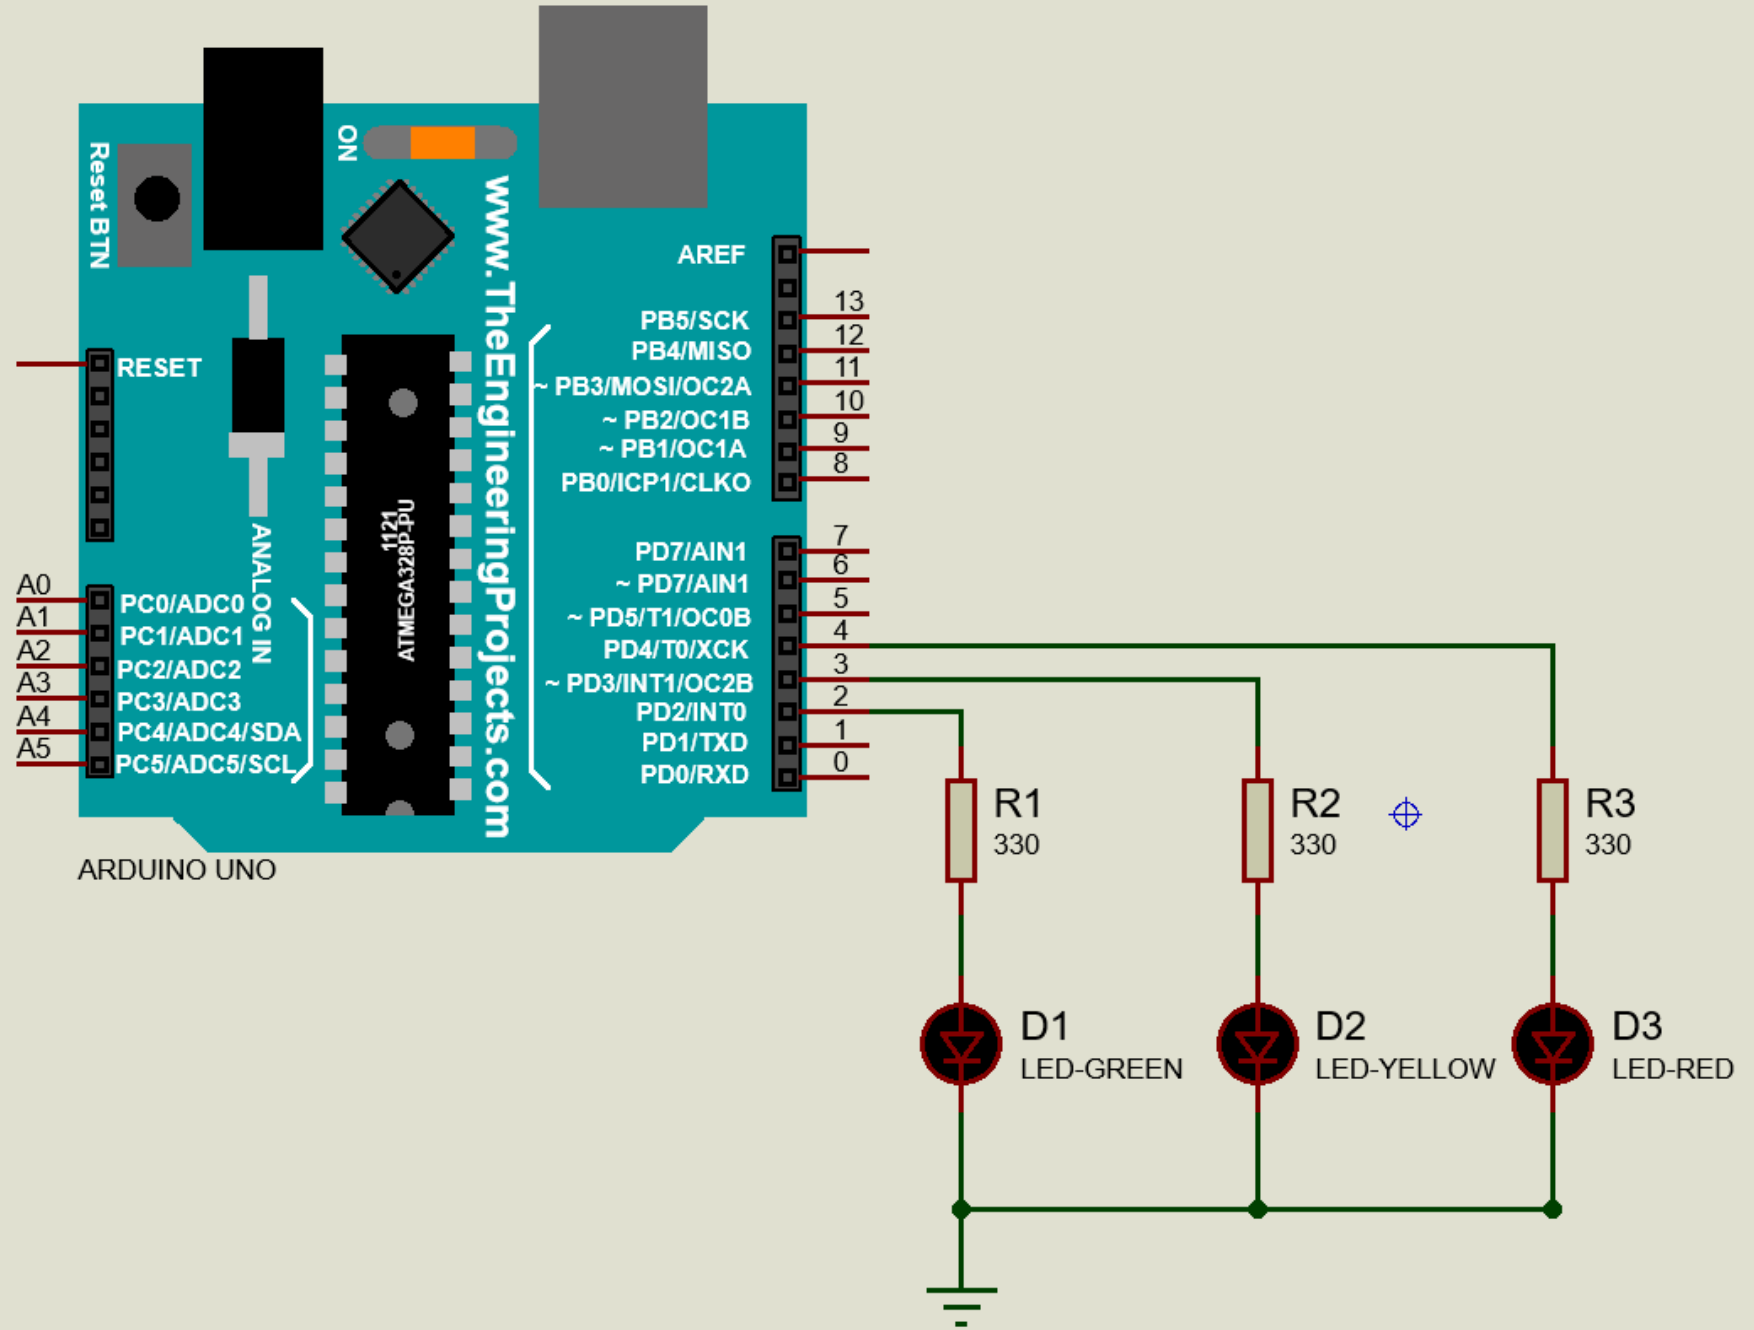 Reset BTN
ON
www.TheEngineeringProjects.com
RESET
ANALOG IN
1121
ATMEGA328P-PU
A0
PC0/ADC0
A1
PC1/ADC1
A2
PC2/ADC2
A3
PC3/ADC3
A4
PC4/ADC4/SDA
A5
PC5/ADC5/SCL
AREF
PB5/SCK 13
PB4/MISO 12
~ PB3/MOSI/OC2A 11
~ PB2/OC1B 10
~ PB1/OC1A 9
PB0/ICP1/CLKO 8
PD7/AIN1 7
~ PD7/AIN1 6
~ PD5/T1/OC0B 5
PD4/T0/XCK 4
~ PD3/INT1/OC2B 3
PD2/INT0 2
PD1/TXD 1
PD0/RXD 0
ARDUINO UNO
R1
330
R2
330
R3
330
D1
LED-GREEN
D2
LED-YELLOW
D3
LED-RED